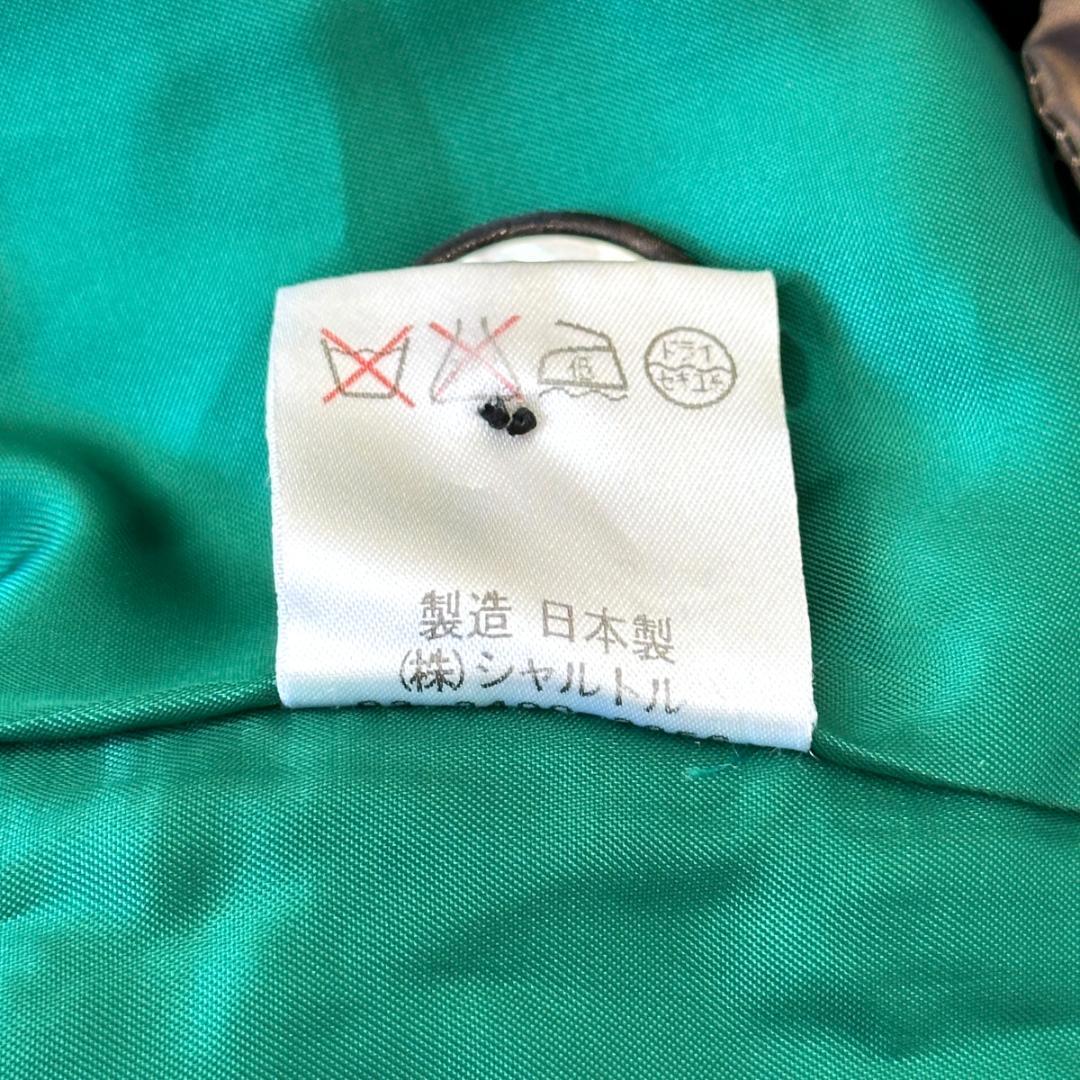 低 ドライ
セキユ系
製造 日本製
(株)シャルトル